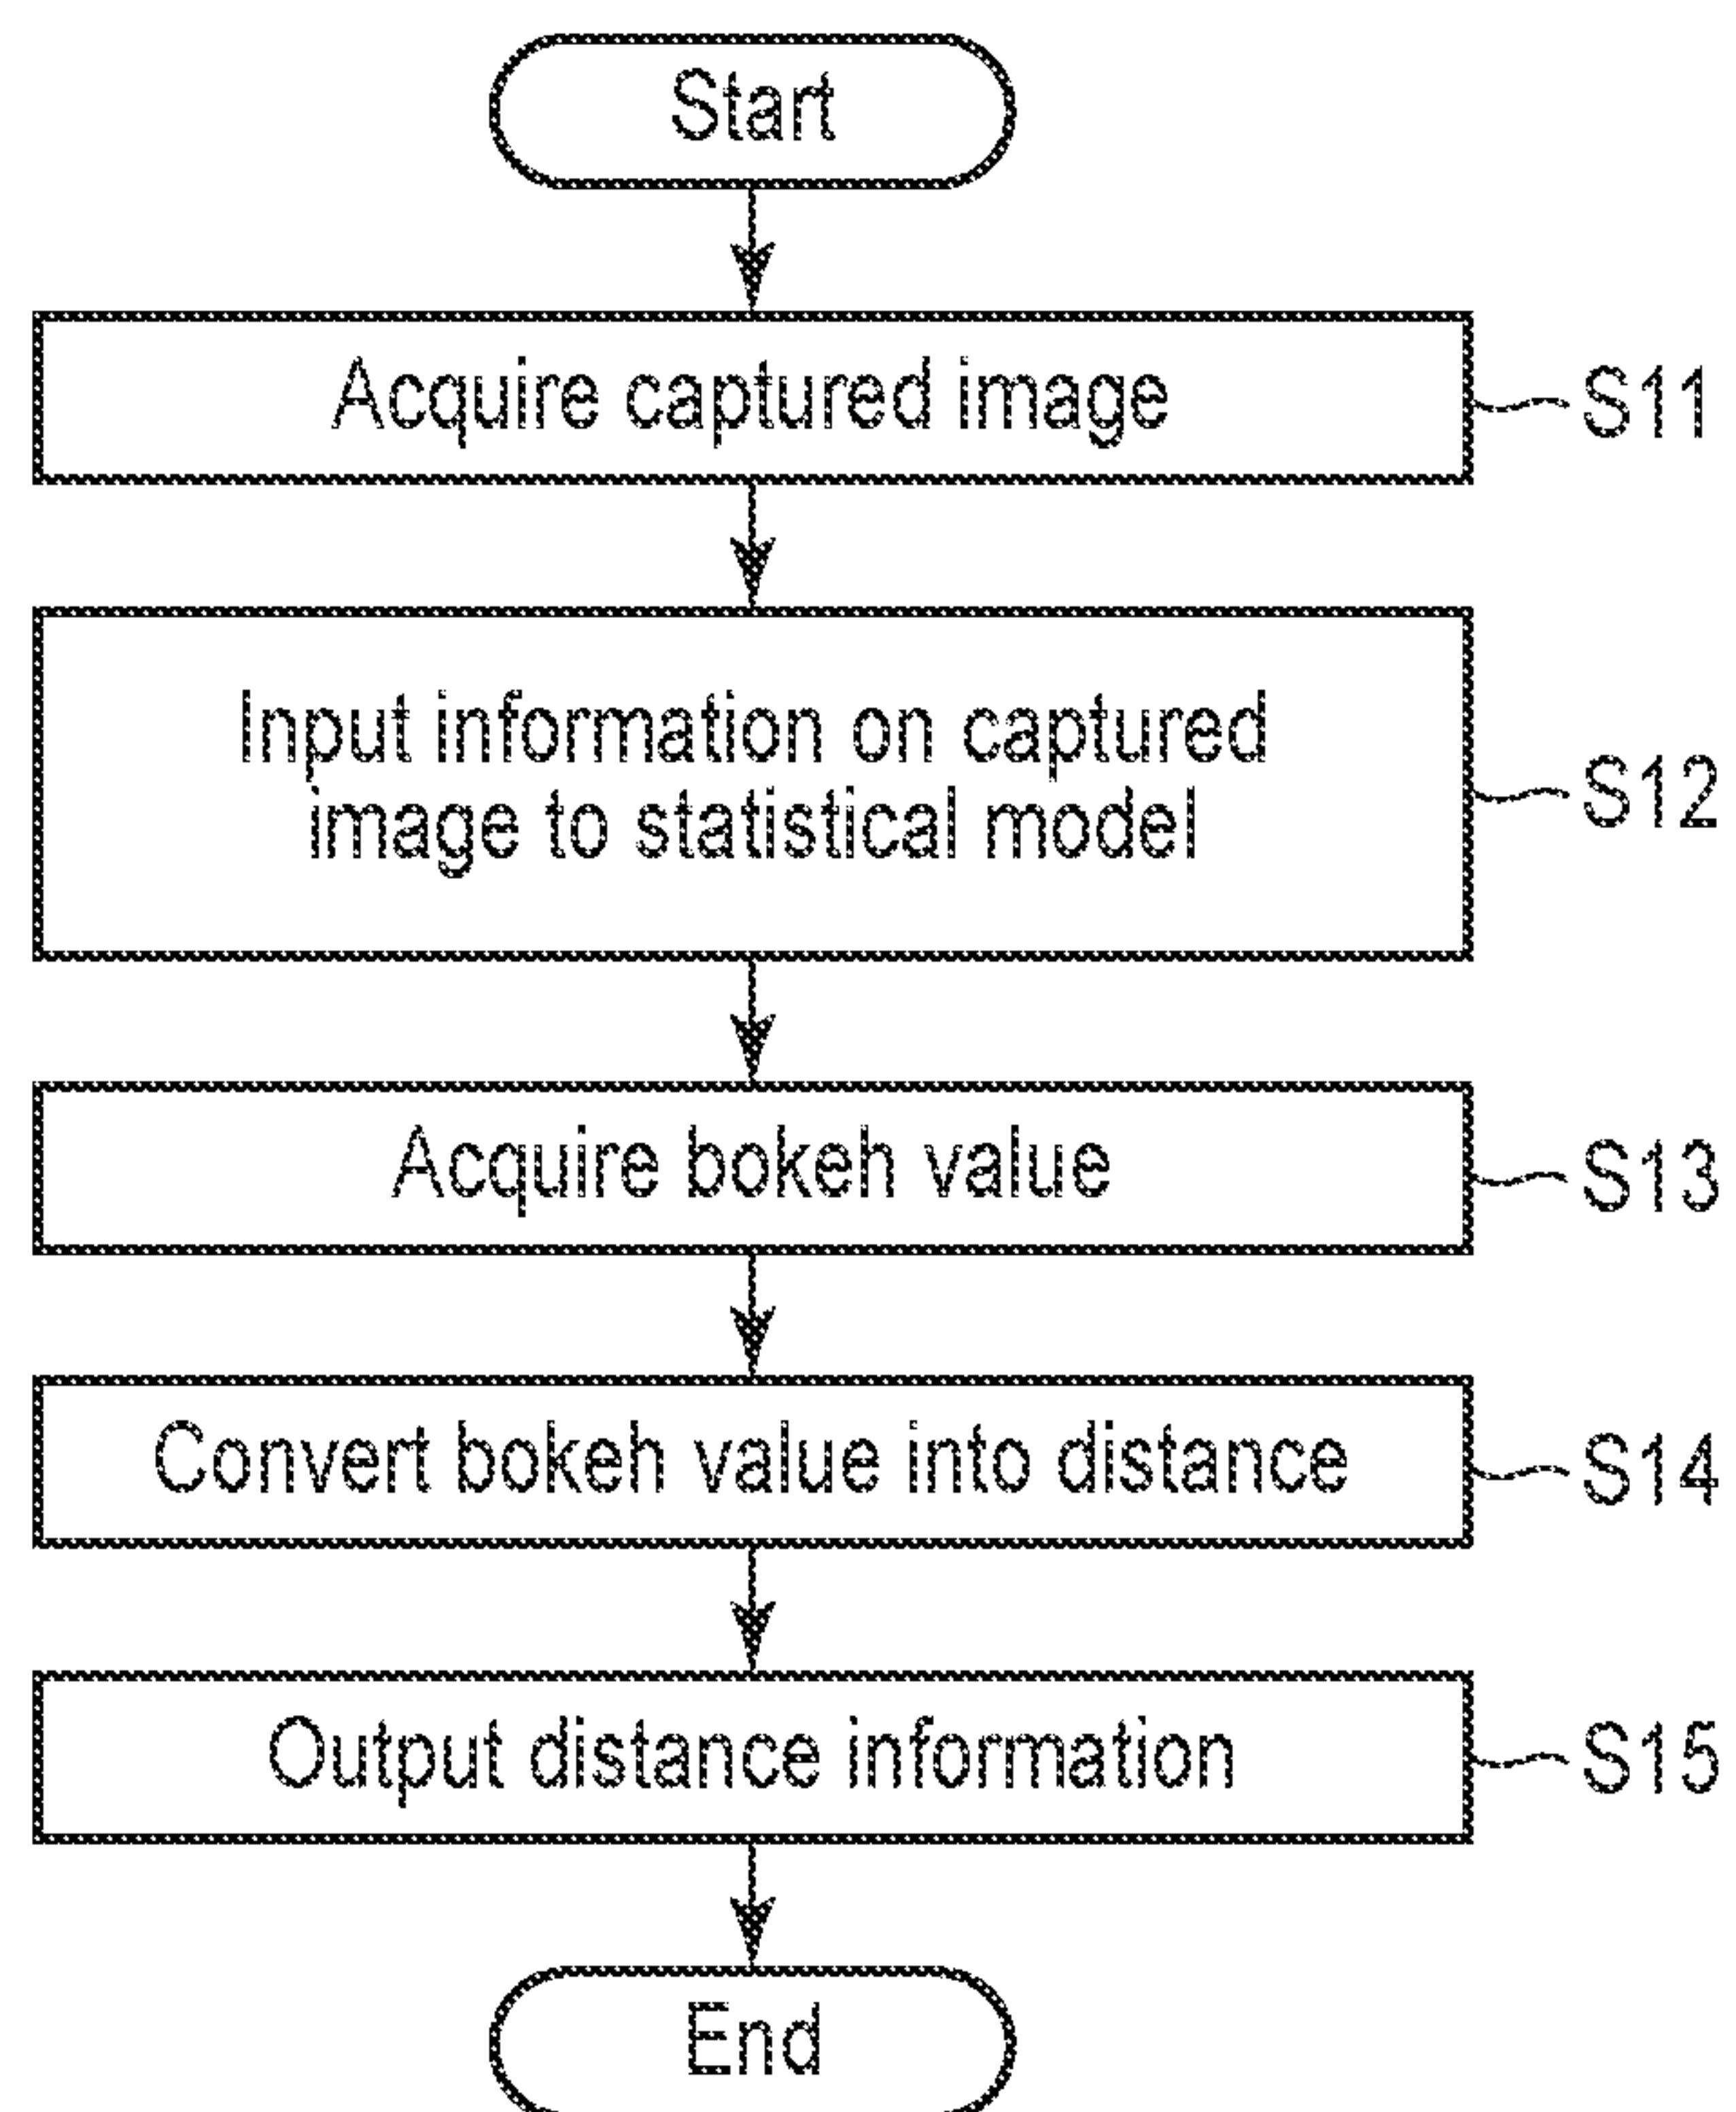 Start
Acquire captured image
S11
Input information on captured
image to statistical model
S12
Acquire bokeh value
S13
Convert bokeh value into distance
S14
Output distance information
S15
End